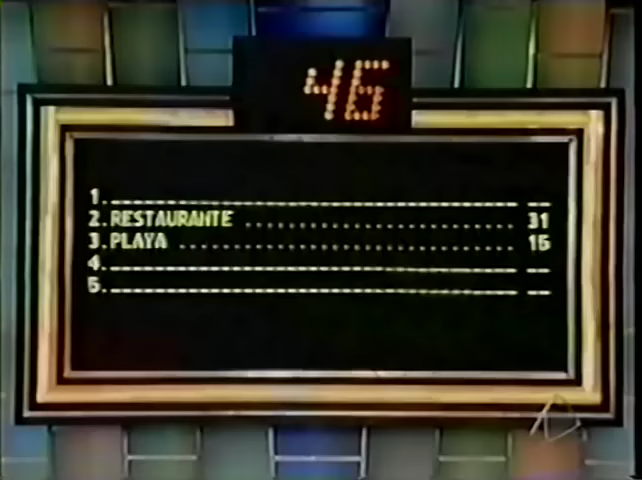 46
1. ---
2. RESTAURANTE .......................... 31
3. PLAYA ................................ 15
4. ---
5. ---